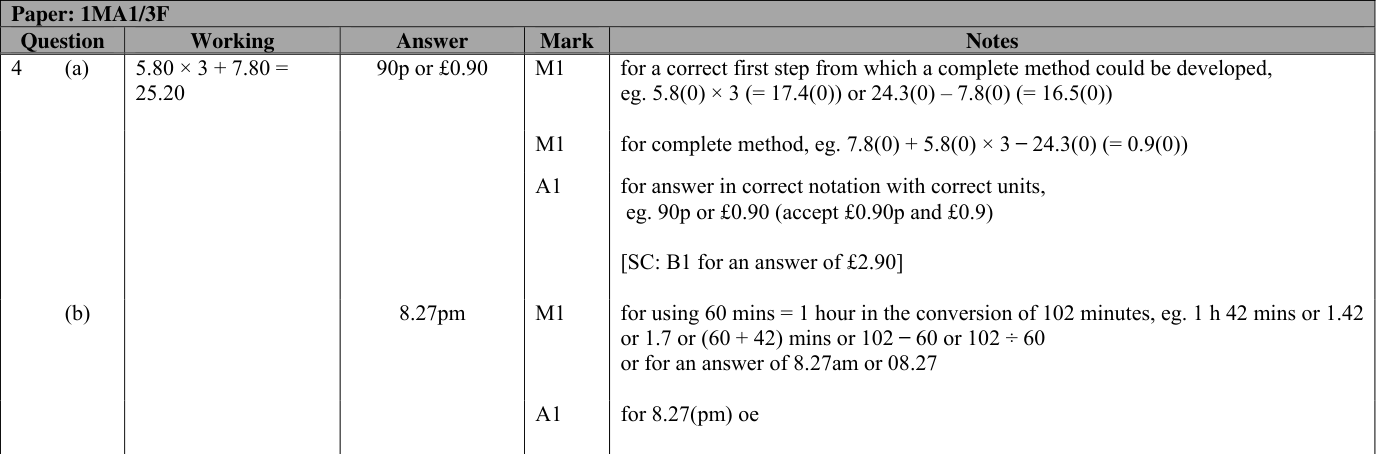 Paper: 1MA1/3F
Question Working Answer Mark Notes
4 (a) 5.80 × 3 + 7.80 = 90p or £0.90 M1 for a correct first step from which a complete method could be developed,
25.20 eg. 5.8(0) × 3 (= 17.4(0)) or 24.3(0) – 7.8(0) (= 16.5(0))
M1 for complete method, eg. 7.8(0) + 5.8(0) × 3 − 24.3(0) (= 0.9(0))
A1 for answer in correct notation with correct units,
eg. 90p or £0.90 (accept £0.90p and £0.9)
[SC: B1 for an answer of £2.90]
(b) 8.27pm M1 for using 60 mins = 1 hour in the conversion of 102 minutes, eg. 1 h 42 mins or 1.42
or 1.7 or (60 + 42) mins or 102 − 60 or 102 ÷ 60
or for an answer of 8.27am or 08.27
A1 for 8.27(pm) oe